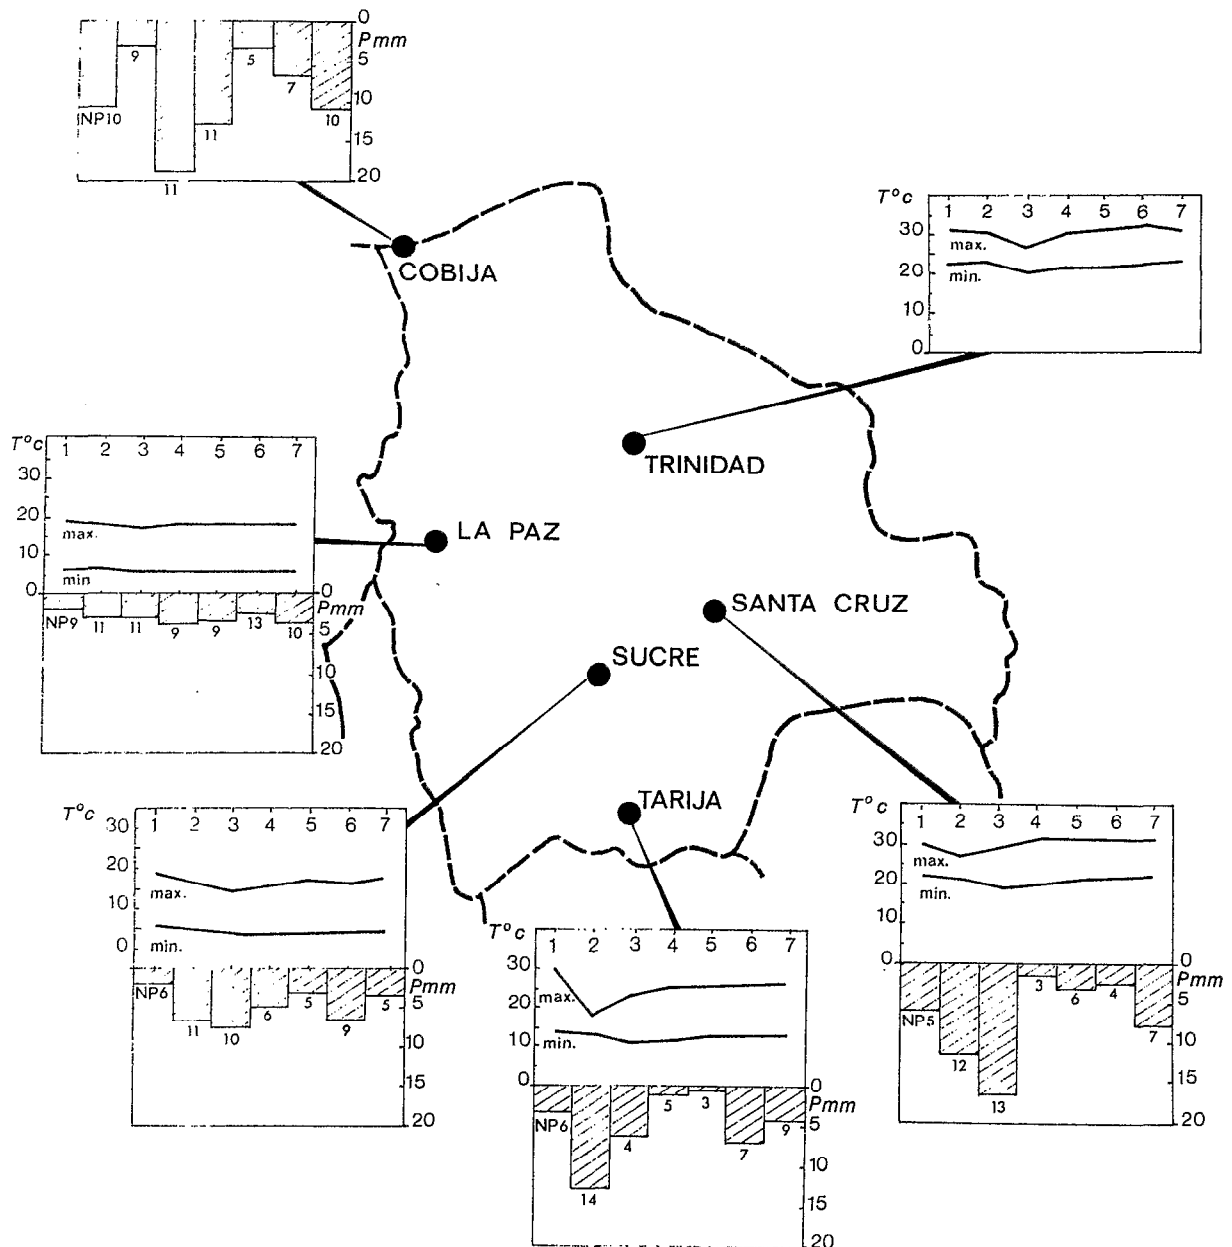 0
Pmm
5
10
15
20
NP10
9
11
11
5
7
10
COBIJA
T°c
1 2 3 4 5 6 7
30
20
10
0
max.
min.
TRINIDAD
T°c
1 2 3 4 5 6 7
30
20
10
0
max.
min
0
Pmm
5
10
15
20
NP9 11 11 9 9 13 10
LA PAZ
SANTA CRUZ
SUCRE
TARIJA
T°c
1 2 3 4 5 6 7
30
20
10
0
max.
min.
0
Pmm
5
10
15
20
NP6 11 10 6 5 9 5
T°c
1 2 3 4 5 6 7
30
20
10
0
max.
min.
0
Pmm
5
10
15
20
NP6 14 4 5 3 7 9
T°c
1 2 3 4 5 6 7
30
20
10
0
max.
min.
0
Pmm
5
10
15
20
NP5 12 13 3 6 4 7